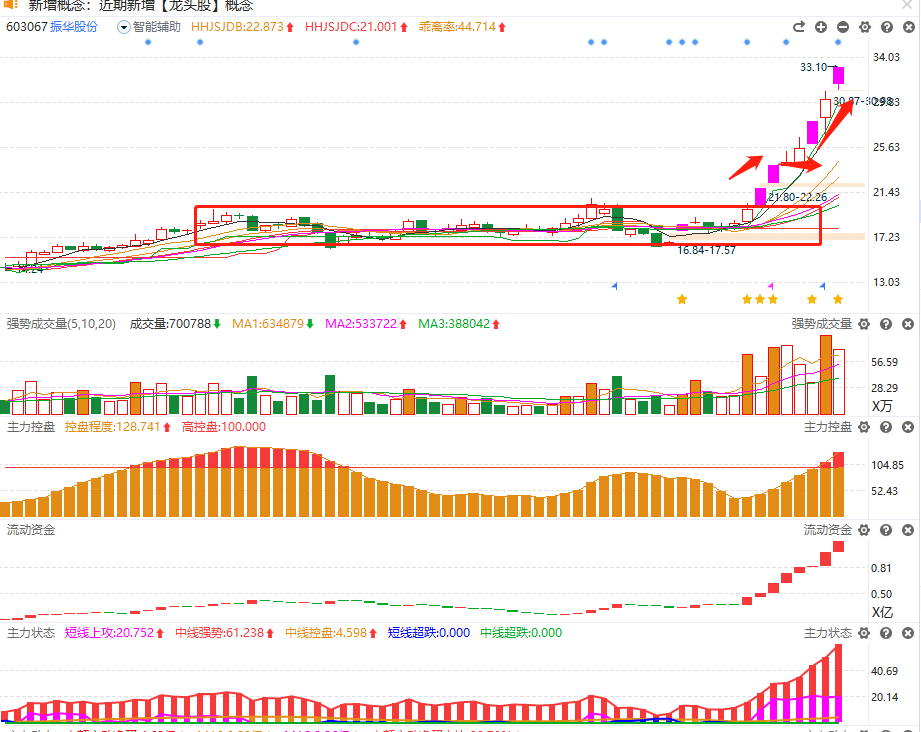 新增概念：近期新增【龙头股】概念
603067 振华股份 智能辅助 HHJSJDB:22.873 HHJSJDC:21.001 乖离率:44.714
34.03
33.10
29.83
25.63
21.43
21.80-22.26
17.23
16.84-17.57
13.03
强势成交量(5,10,20) 成交量:700788 MA1:634879 MA2:533722 MA3:388042 强势成交量
56.59
28.29
X万
主力控盘 控盘程度:128.741 高控盘:100.000 主力控盘
104.85
52.43
流动资金 流动资金
0.81
0.50
X亿
主力状态 短线上攻:20.752 中线强势:61.238 中线控盘:4.598 短线超跌:0.000 中线超跌:0.000 主力状态
40.69
20.14